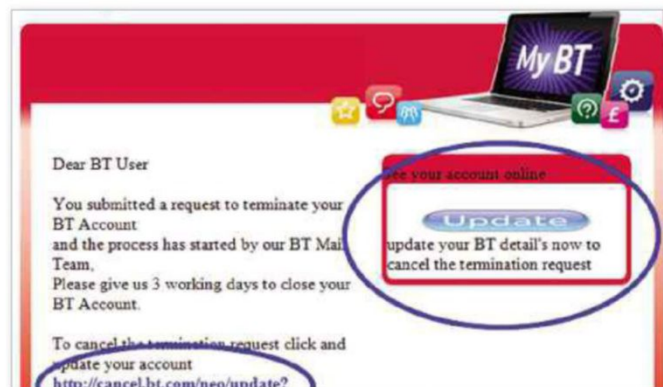 My BT
Dear BT User
You submitted a request to terminate your
BT Account
and the process has started by our BT Mail
Team,
Please give us 3 working days to close your
BT Account.
To cancel the termination request click and
update your account
http://cancel.bt.com/neo/update?
See your account online
Update
update your BT detail's now to
cancel the termination request